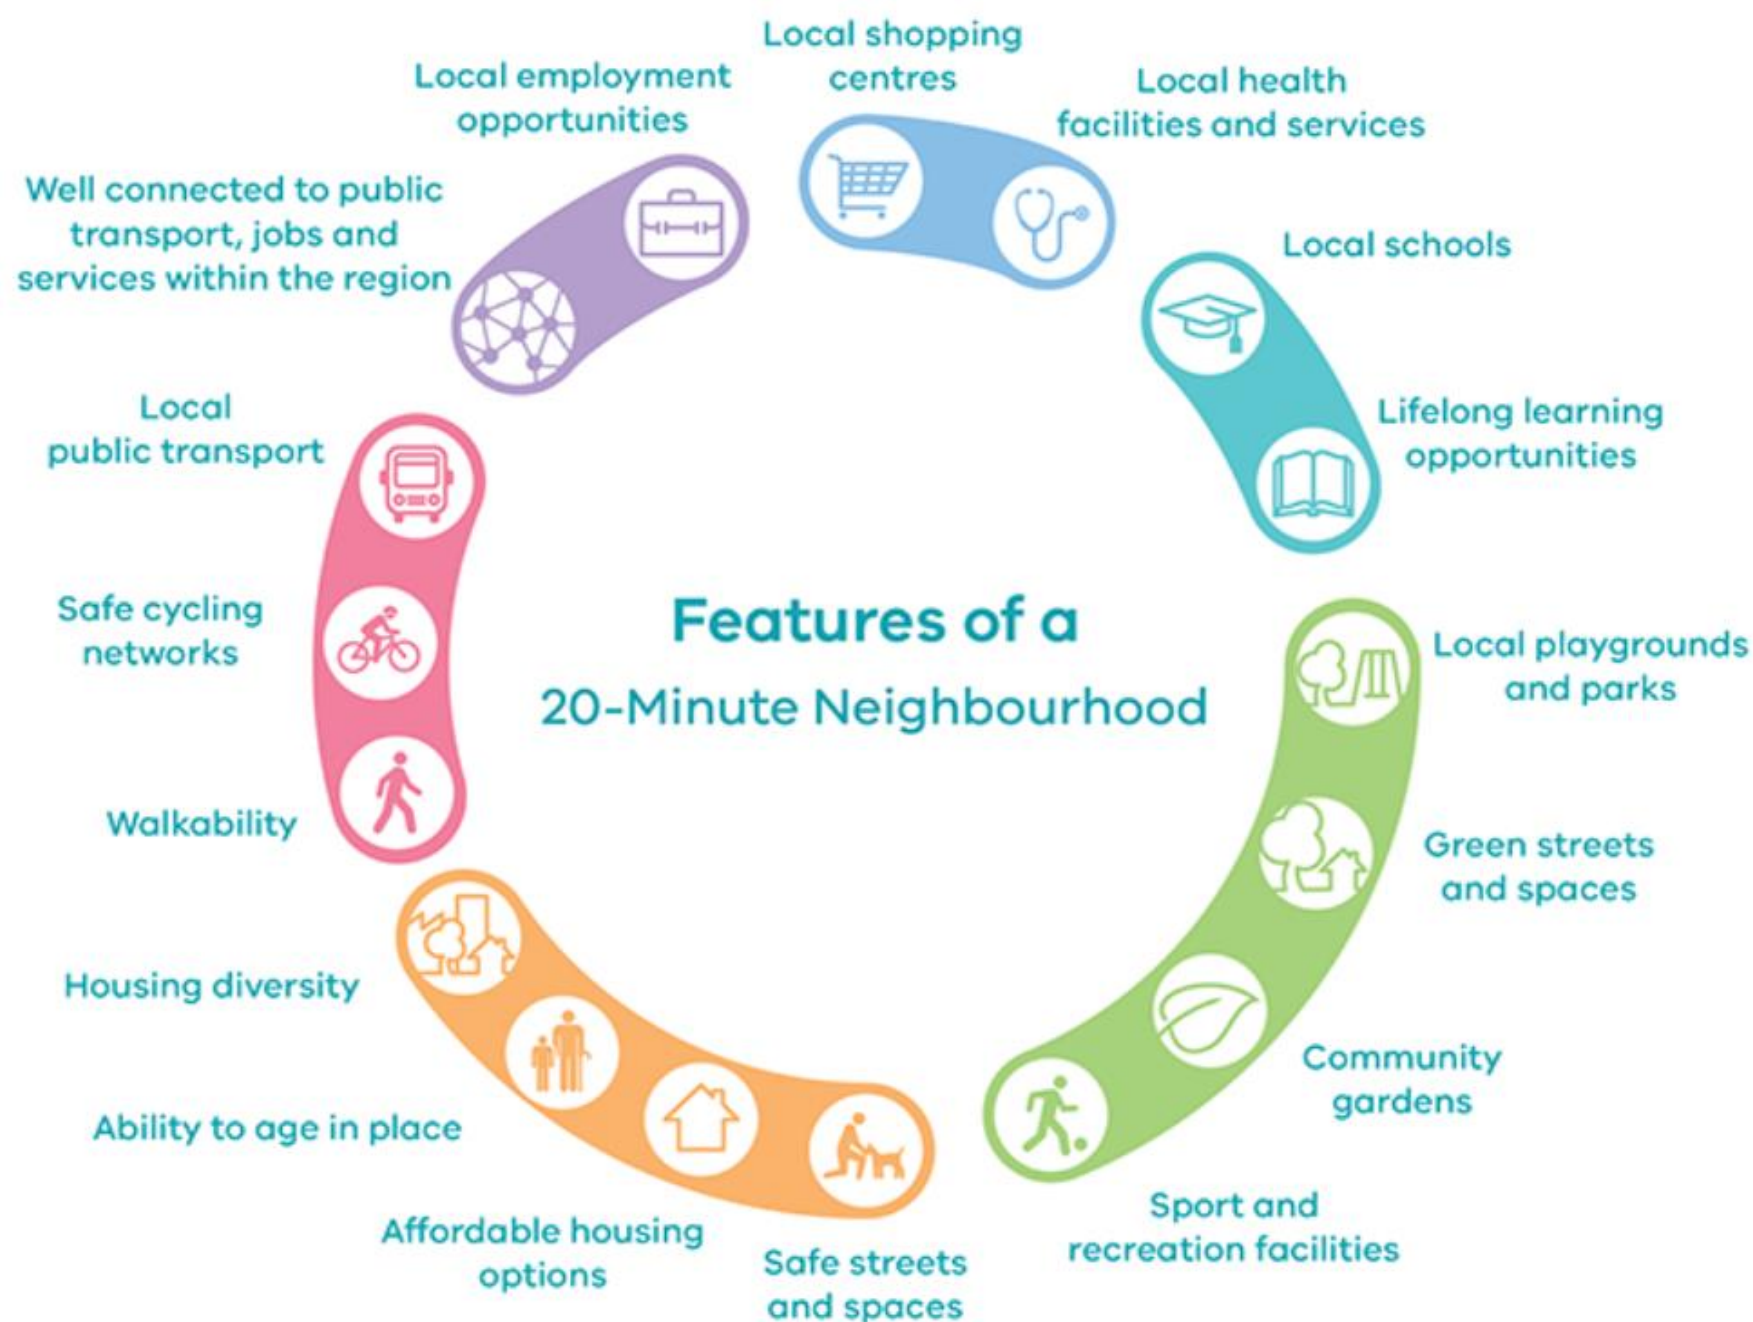 Features of a
20-Minute Neighbourhood
Local shopping
centres
Local health
facilities and services
Local schools
Lifelong learning
opportunities
Local playgrounds
and parks
Green streets
and spaces
Community
gardens
Sport and
recreation facilities
Safe streets
and spaces
Affordable housing
options
Ability to age in place
Housing diversity
Walkability
Safe cycling
networks
Local
public transport
Well connected to public
transport, jobs and
services within the region
Local employment
opportunities